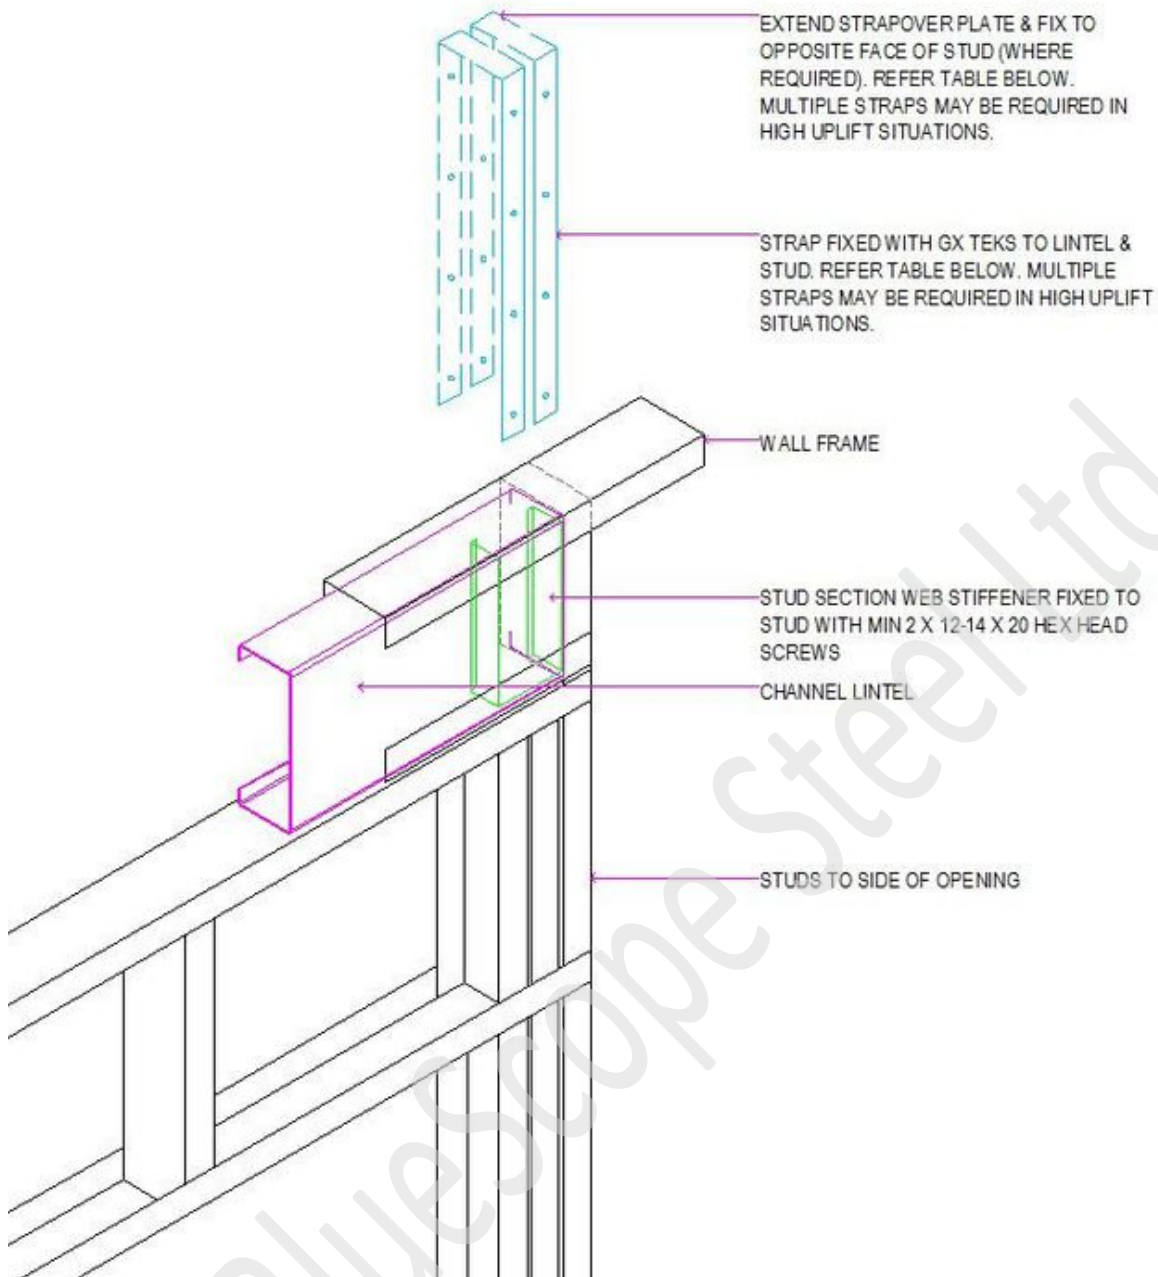 EXTEND STRAPOVER PLATE & FIX TO
OPPOSITE FACE OF STUD (WHERE
REQUIRED). REFER TABLE BELOW.
MULTIPLE STRAPS MAY BE REQUIRED IN
HIGH UPLIFT SITUATIONS.
STRAP FIXED WITH GX TEKS TO LINTEL &
STUD. REFER TABLE BELOW. MULTIPLE
STRAPS MAY BE REQUIRED IN HIGH UPLIFT
SITUATIONS.
WALL FRAME
STUD SECTION WEB STIFFENER FIXED TO
STUD WITH MIN 2 X 12-14 X 20 HEX HEAD
SCREWS
CHANNEL LINTEL
STUDS TO SIDE OF OPENING
BlueScope Steel Ltd